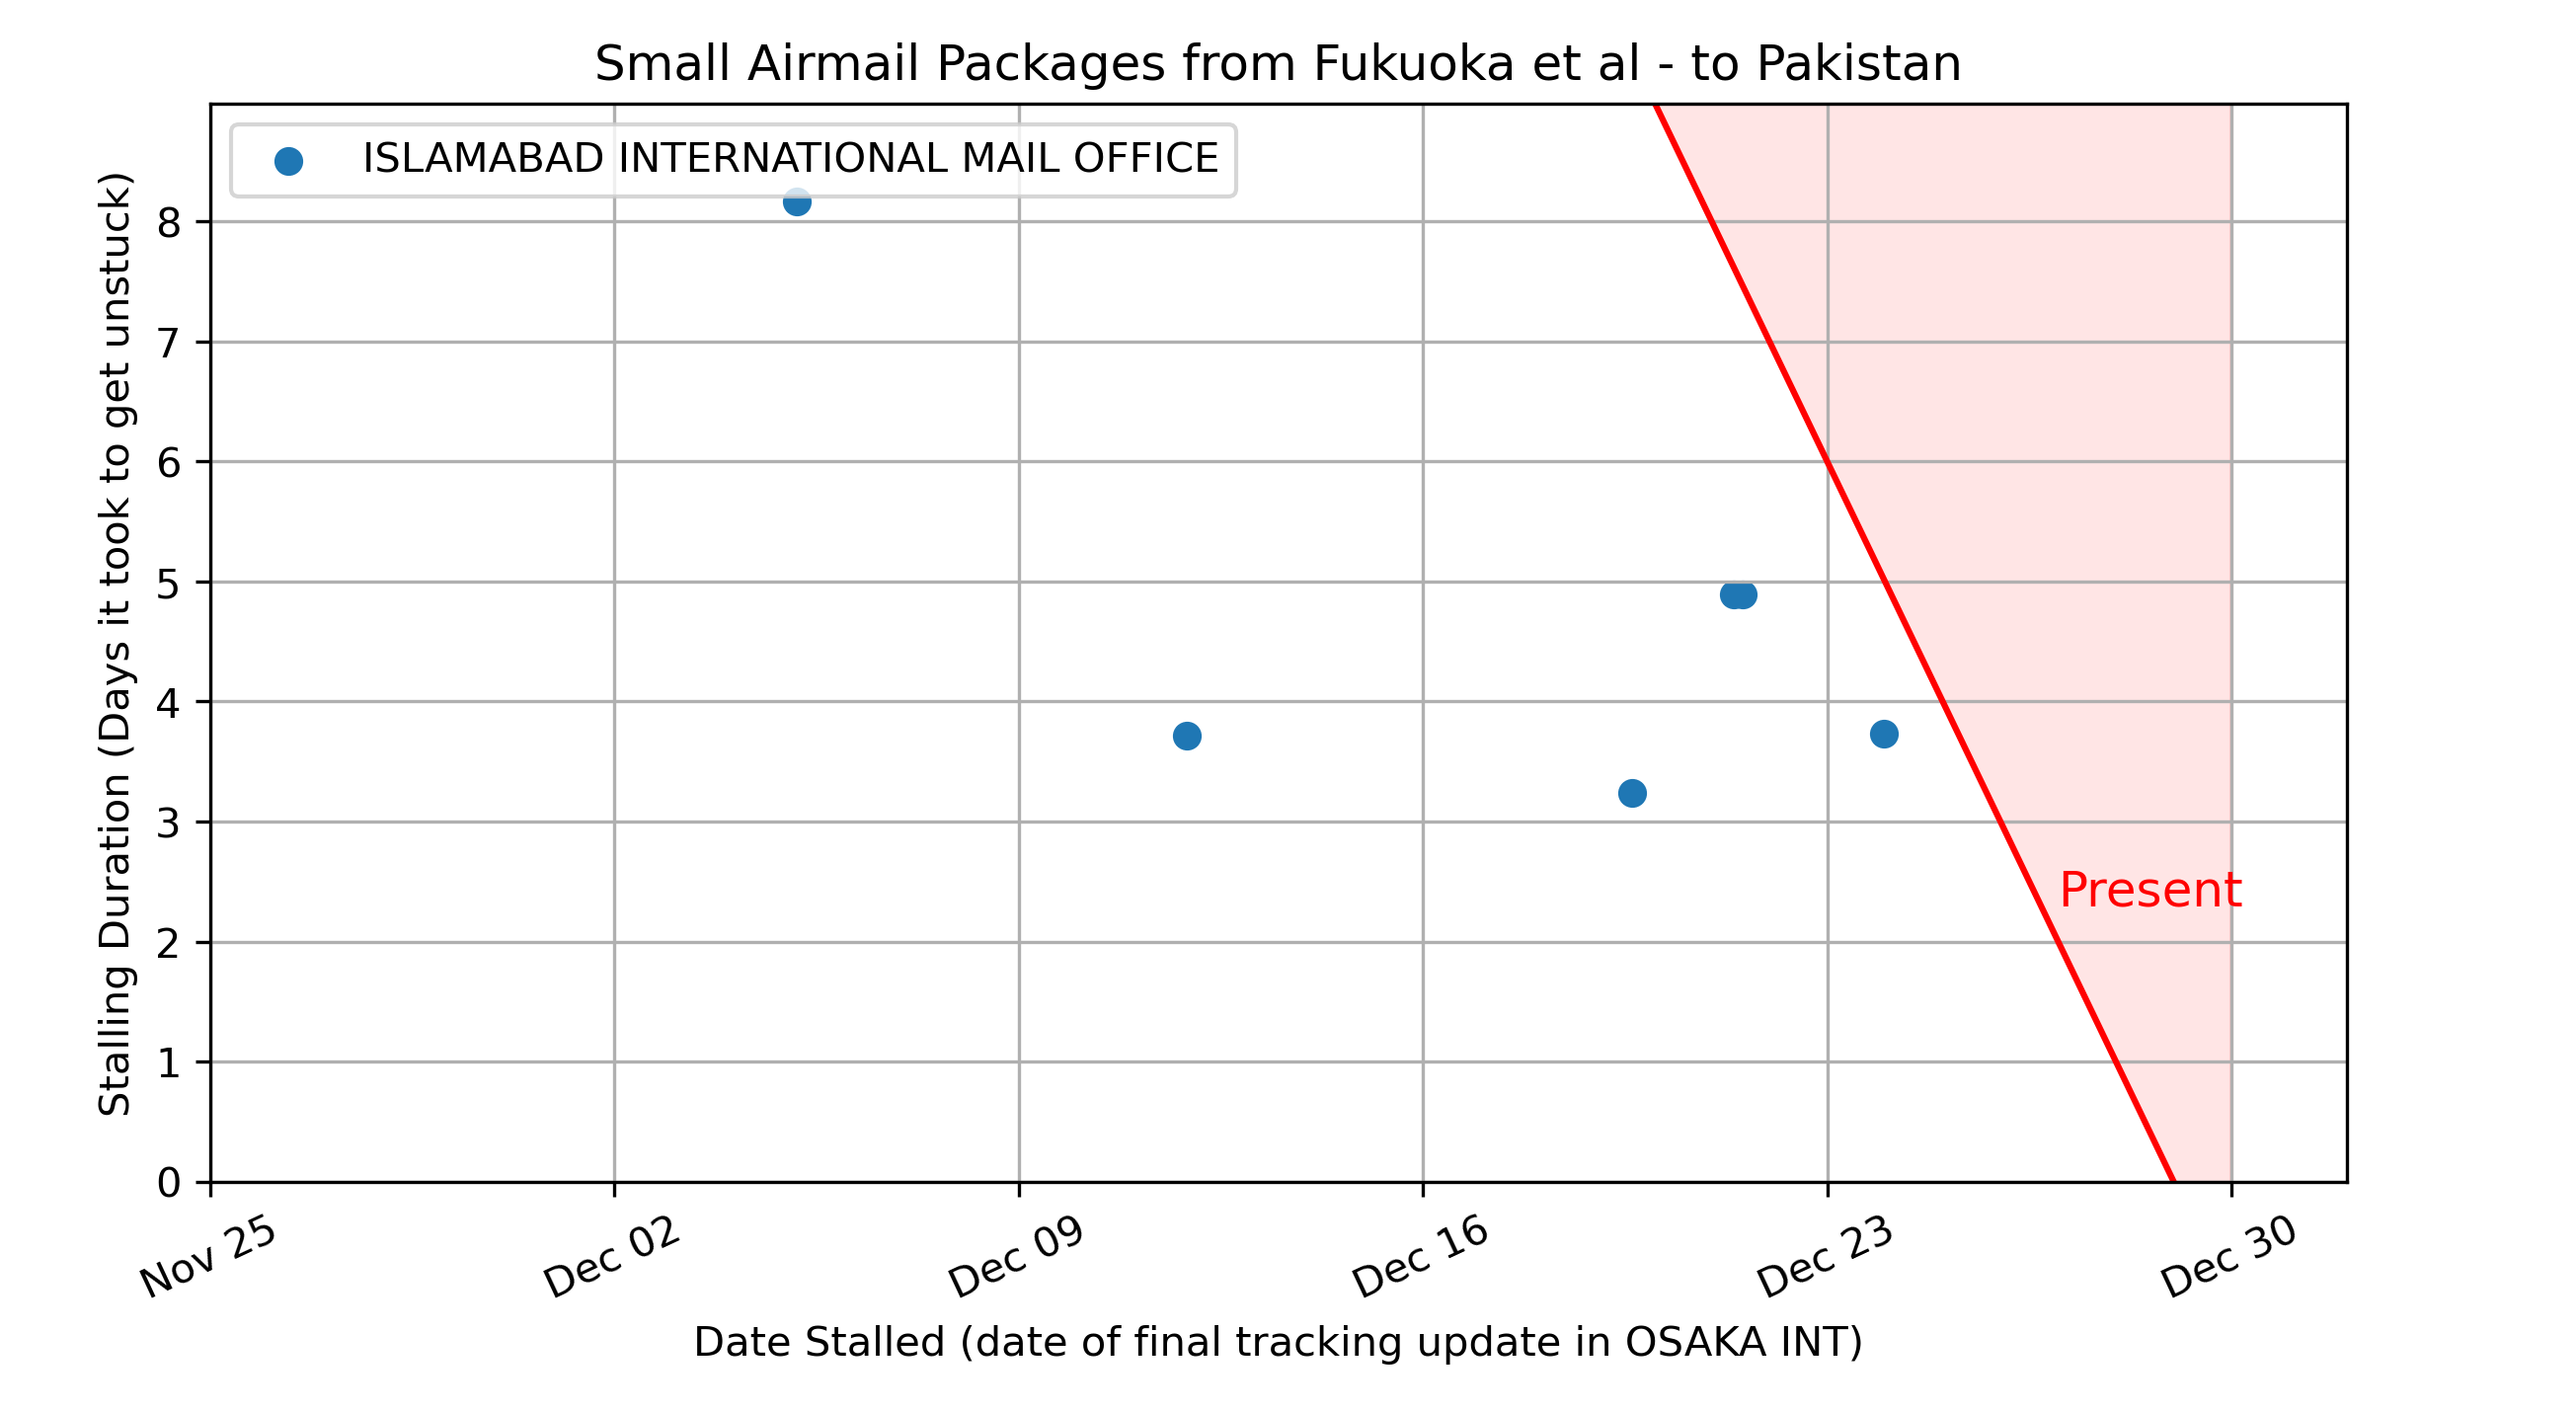 Small Airmail Packages from Fukuoka et al - to Pakistan
ISLAMABAD INTERNATIONAL MAIL OFFICE
Stalling Duration (Days it took to get unstuck)
8
7
6
5
4
3
2
1
0
Present
Nov 25
Dec 02
Dec 09
Dec 16
Dec 23
Dec 30
Date Stalled (date of final tracking update in OSAKA INT)